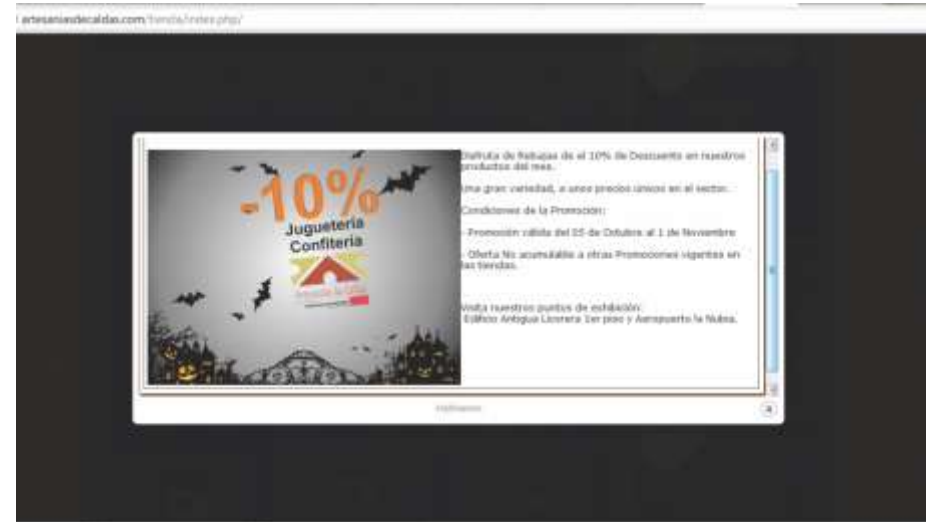 artesaniasdecaldas.com/tienda/index.php/
-10%
Juguetería
Confitería
Disfruta de Rebajas de el 10% de Descuento en nuestros
productos del mes.
Una gran variedad, a unos precios únicos en el sector.
Condiciones de la Promoción:
- Promoción válida del 05 de Octubre al 1 de Noviembre
- Oferta No acumulable a otras Promociones vigentes en
las tiendas.
Visita nuestros puntos de exhibición:
Edificio Antigua Licorera 1er piso y Aeropuerto la Nubia.